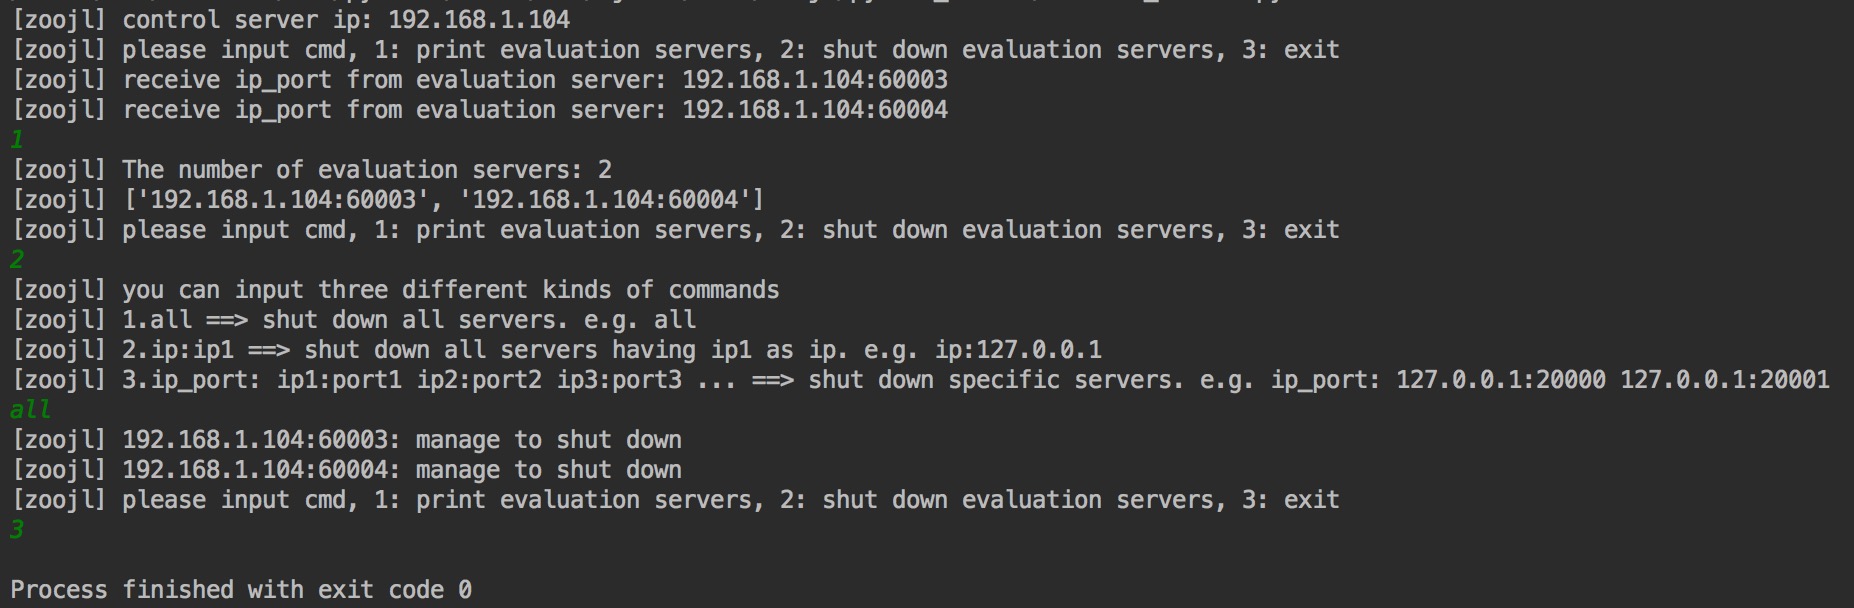 [zoojl] control server ip: 192.168.1.104
[zoojl] please input cmd, 1: print evaluation servers, 2: shut down evaluation servers, 3: exit
[zoojl] receive ip_port from evaluation server: 192.168.1.104:60003
[zoojl] receive ip_port from evaluation server: 192.168.1.104:60004
1
[zoojl] The number of evaluation servers: 2
[zoojl] ['192.168.1.104:60003', '192.168.1.104:60004']
[zoojl] please input cmd, 1: print evaluation servers, 2: shut down evaluation servers, 3: exit
2
[zoojl] you can input three different kinds of commands
[zoojl] 1.all ==> shut down all servers. e.g. all
[zoojl] 2.ip:ip1 ==> shut down all servers having ip1 as ip. e.g. ip:127.0.0.1
[zoojl] 3.ip_port: ip1:port1 ip2:port2 ip3:port3 ... ==> shut down specific servers. e.g. ip_port: 127.0.0.1:20000 127.0.0.1:20001
all
[zoojl] 192.168.1.104:60003: manage to shut down
[zoojl] 192.168.1.104:60004: manage to shut down
[zoojl] please input cmd, 1: print evaluation servers, 2: shut down evaluation servers, 3: exit
3
Process finished with exit code 0